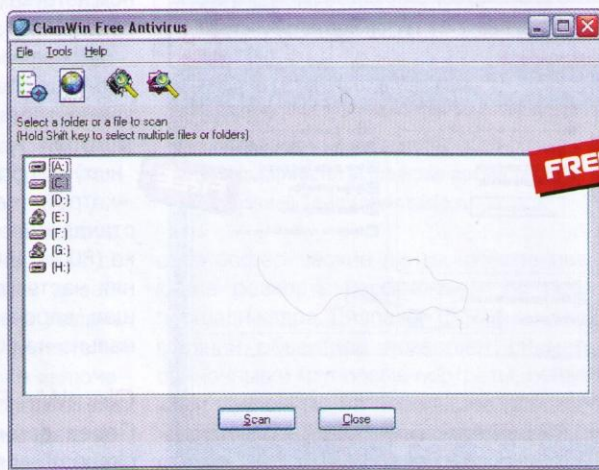 ClamWin Free Antivirus
File Tools Help
Select a folder or a file to scan
(Hold Shift key to select multiple files or folders)
(A:)
(C:)
(D:)
(E:)
(F:)
(G:)
(H:)
FREE
Scan Close